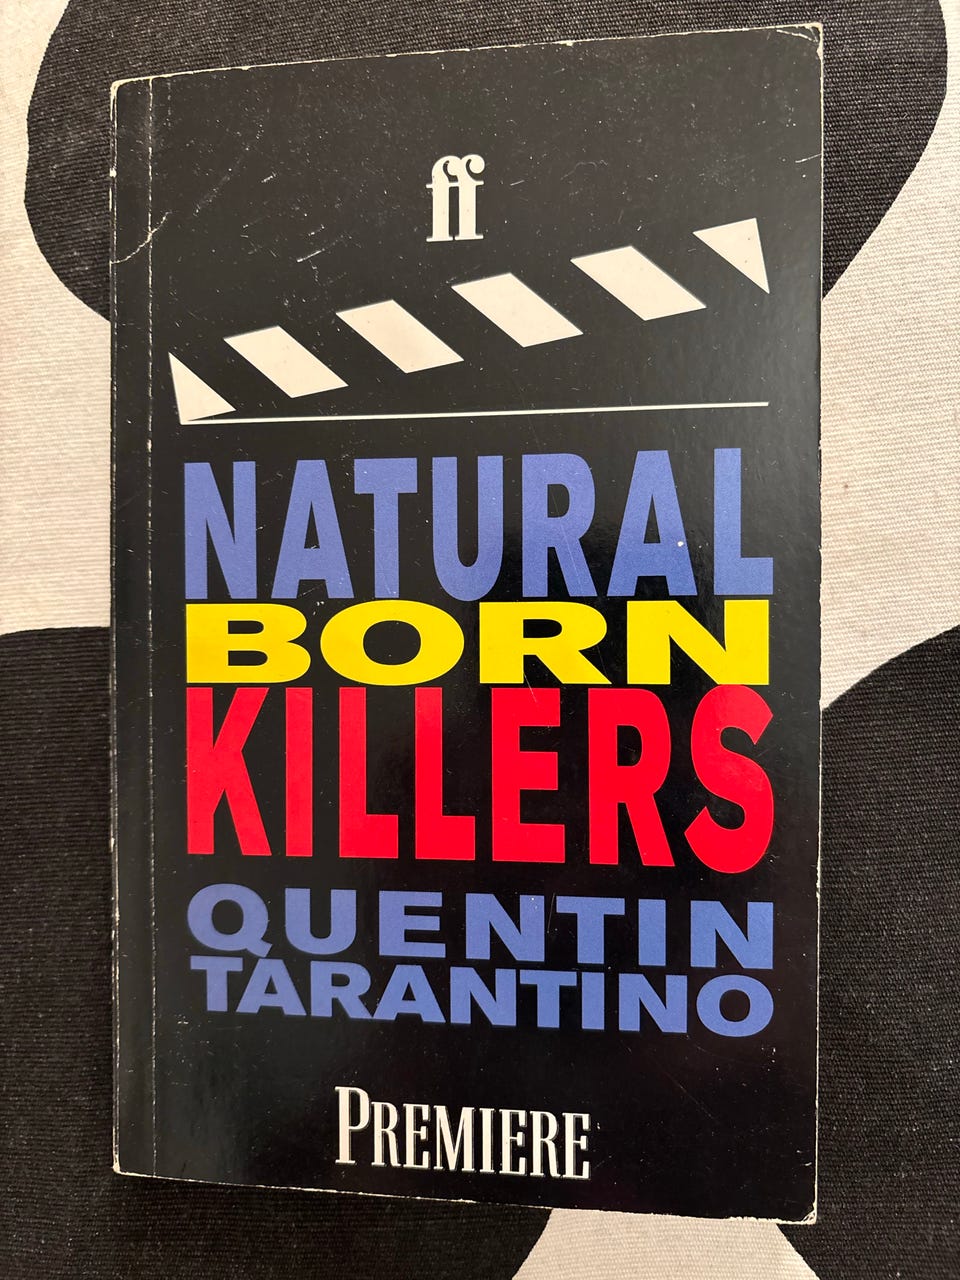 ff
NATURAL
BORN
KILLERS
QUENTIN
TARANTINO
PREMIERE